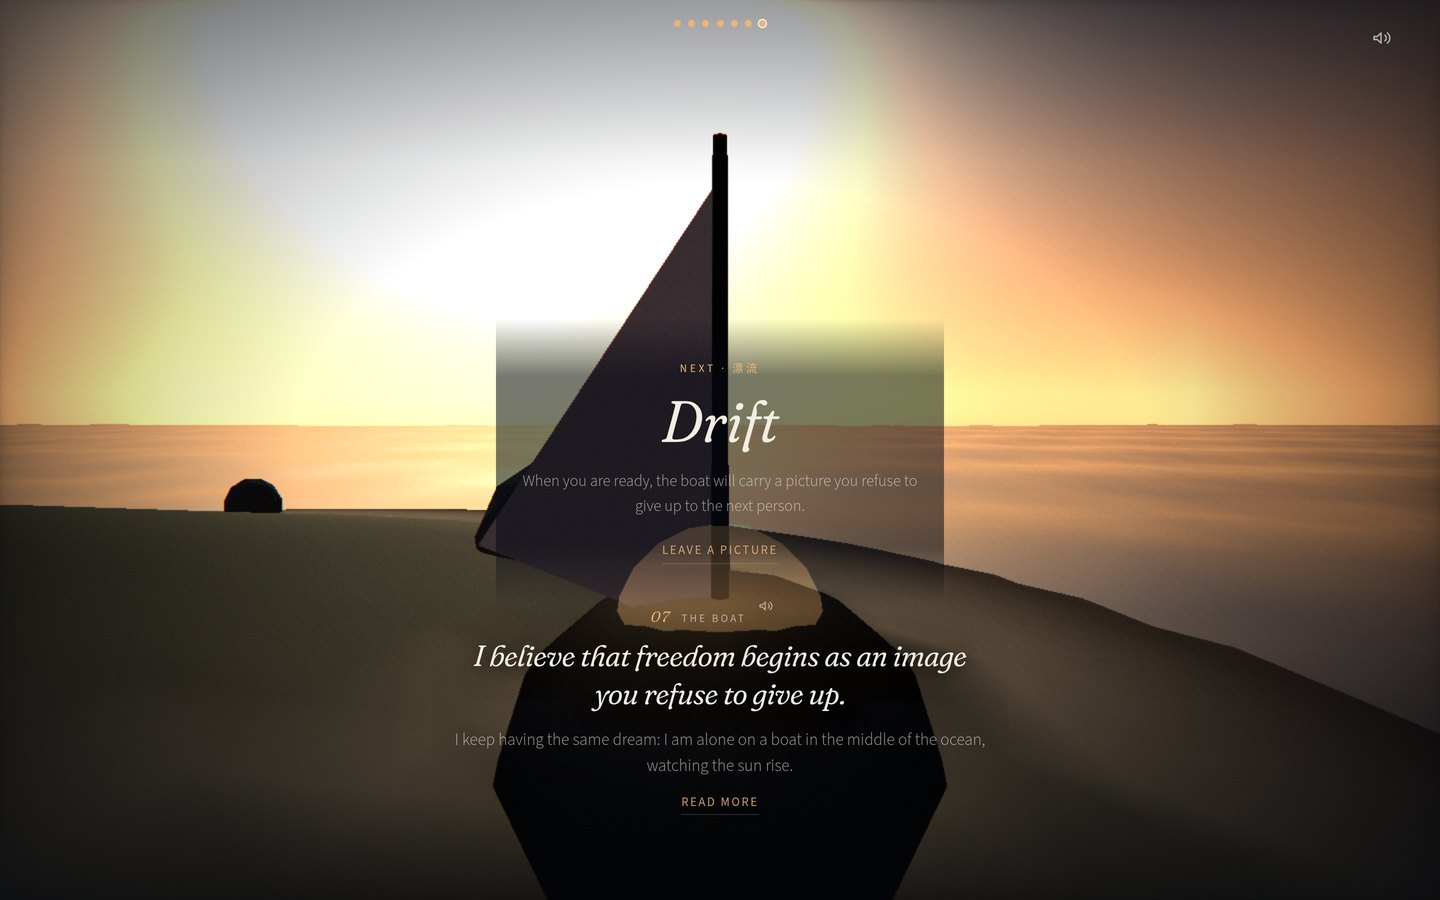 NEXT · 漂流
Drift
When you are ready, the boat will carry a picture you refuse to
give up to the next person.
LEAVE A PICTURE
07 THE BOAT
I believe that freedom begins as an image
you refuse to give up.
I keep having the same dream: I am alone on a boat in the middle of the ocean,
watching the sun rise.
READ MORE